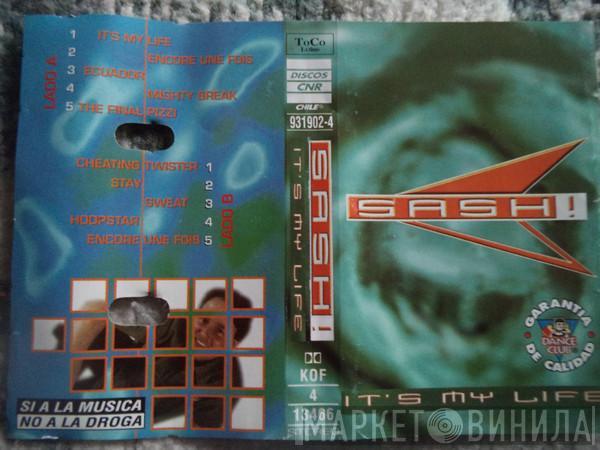 LADO A
1 IT'S MY LIFE
2 ENCORE UNE FOIS
3 ECUADOR
4 MIGHTY BREAK
5 THE FINAL PIZZI
CHEATING TWISTER 1
STAY 2
SWEAT 3
HOOPSTAR 4
ENCORE UNE FOIS 5
LADO B
SI A LA MUSICA
NO A LA DROGA
ToCo
DISCOS
CNR
CHILE
931902-4
SASH!
IT'S MY LIFE
KOF
4
13466
STEREO
SASH!
GARANTIA
DANCE
CLUB
DE CALIDAD
IT'S MY LIFE
МАРКЕТ ВИНИЛА